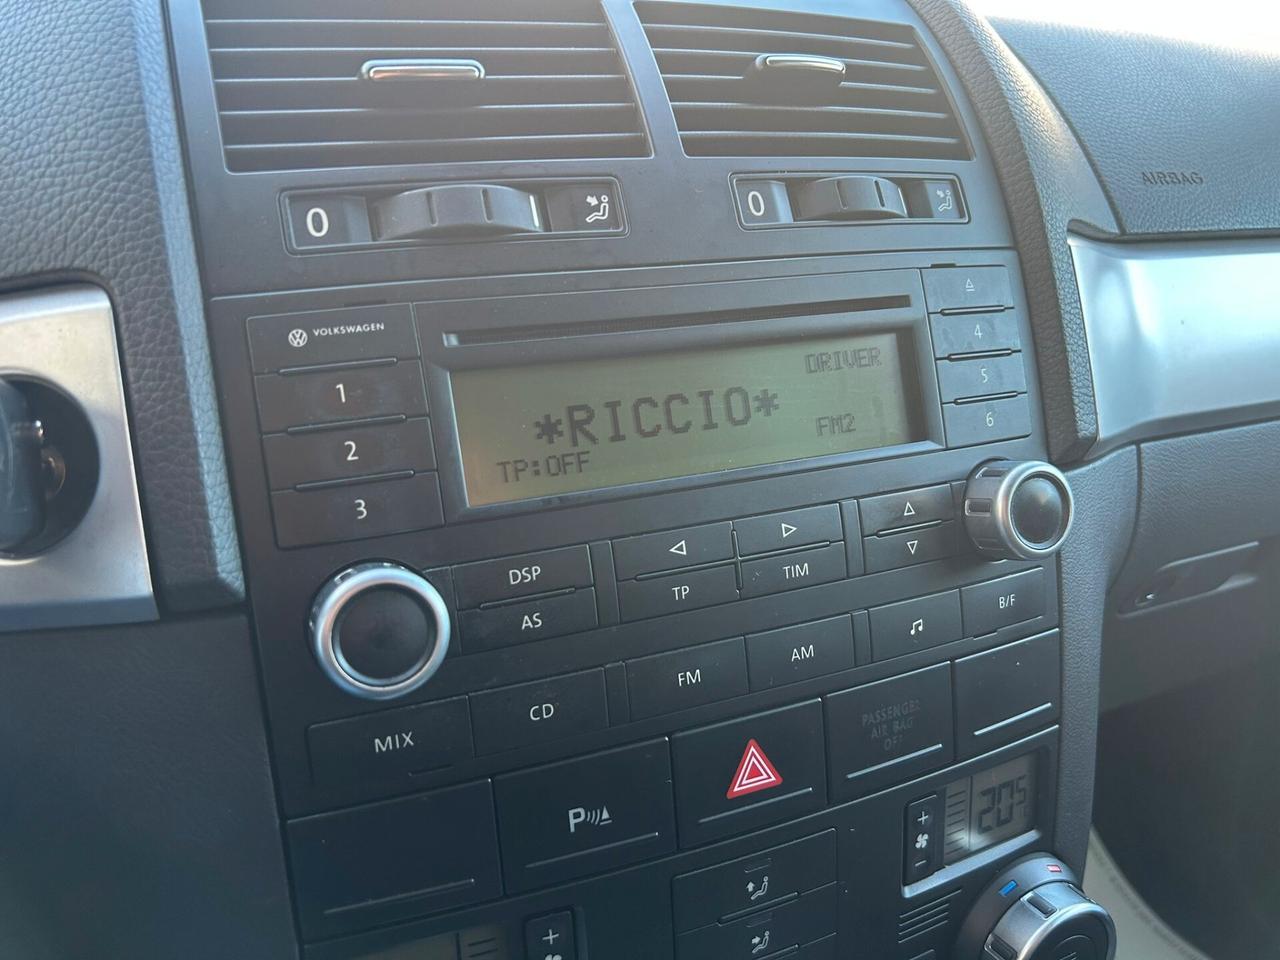 AIRBAG
0
0
VOLKSWAGEN
1
2
3
DRIVER
*RICCIO*
FM2
TP:OFF
4
5
6
DSP
AS
TP
TIM
MIX
CD
FM
AM
B/F
PASSENGER
AIR BAG
OFF
P
20.5